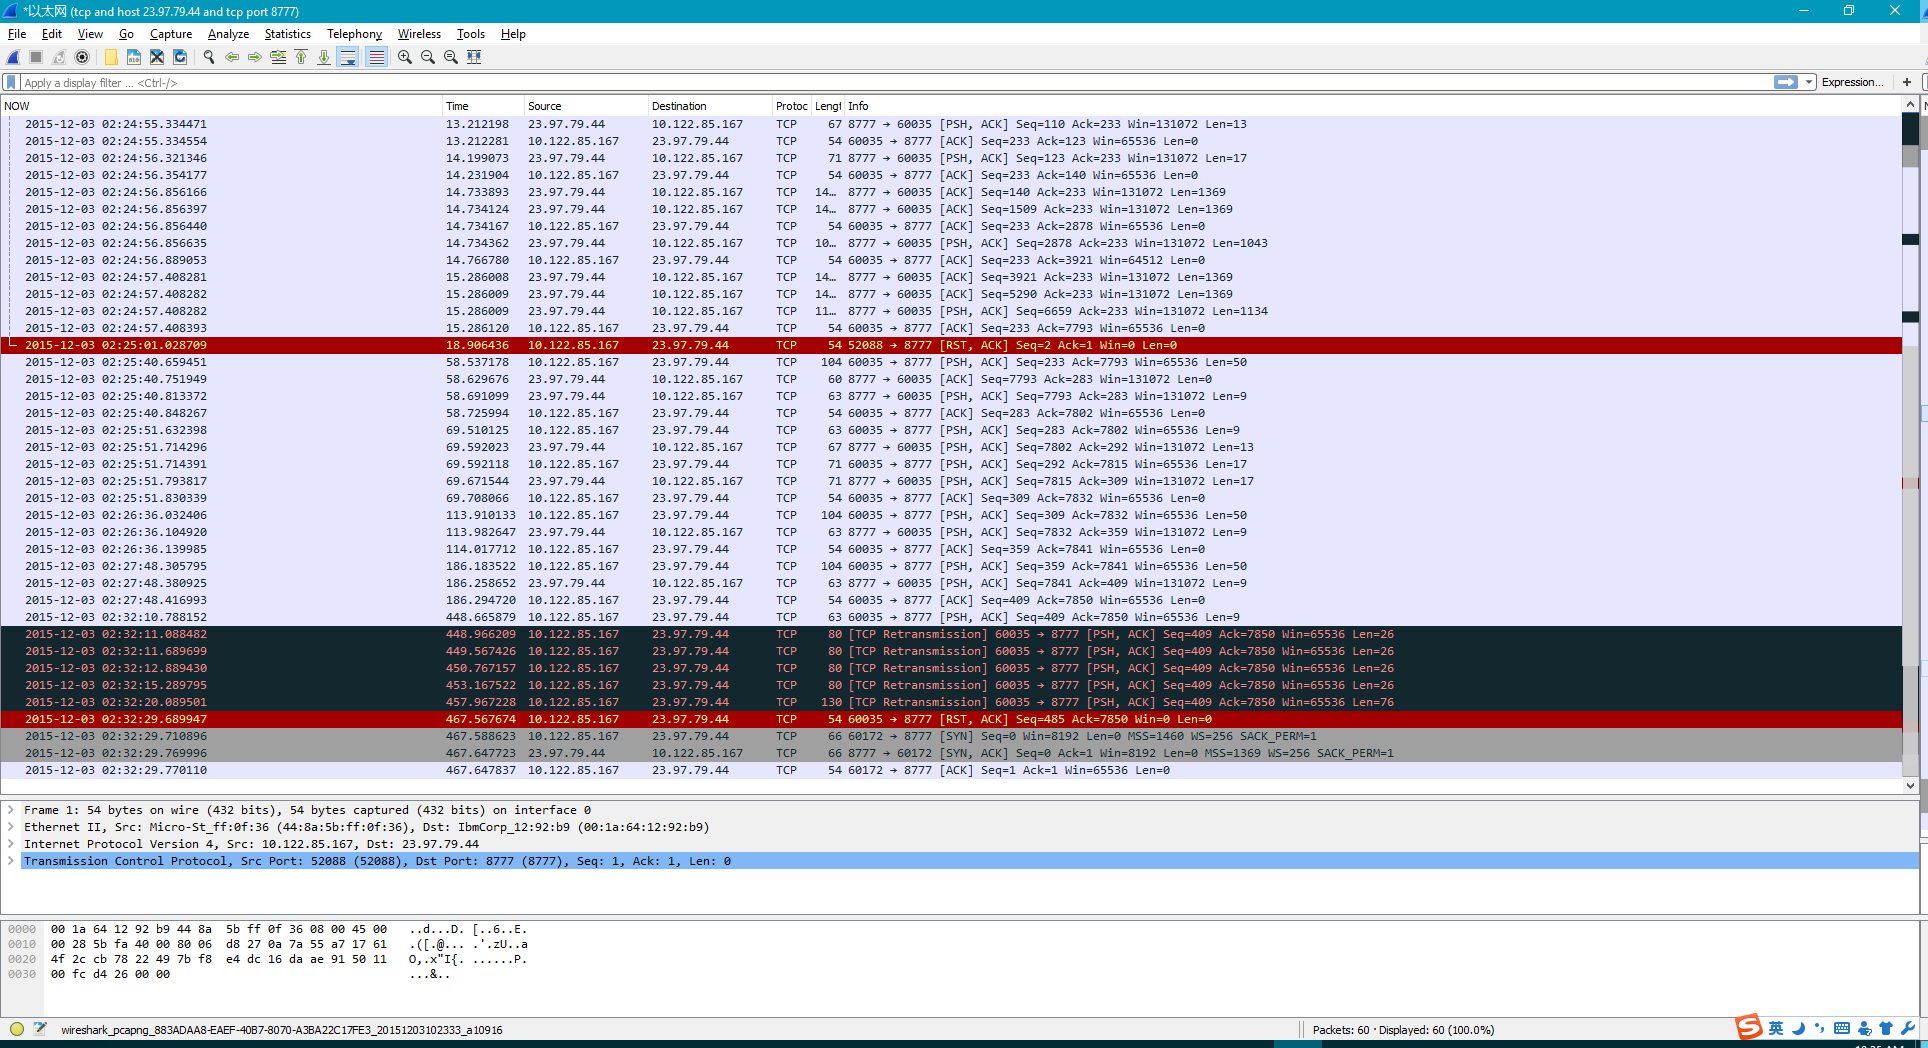 *以太网 (tcp and host 23.97.79.44 and tcp port 8777)
File Edit View Go Capture Analyze Statistics Telephony Wireless Tools Help
Apply a display filter ... <Ctrl-/> Expression... +
NOW Time Source Destination Protoc Lengt Info
2015-12-03 02:24:55.334471 13.212198 23.97.79.44 10.122.85.167 TCP 67 8777 → 60035 [PSH, ACK] Seq=110 Ack=233 Win=131072 Len=13
2015-12-03 02:24:55.334554 13.212281 10.122.85.167 23.97.79.44 TCP 54 60035 → 8777 [ACK] Seq=233 Ack=123 Win=65536 Len=0
2015-12-03 02:24:56.321346 14.199073 23.97.79.44 10.122.85.167 TCP 71 8777 → 60035 [PSH, ACK] Seq=123 Ack=233 Win=131072 Len=17
2015-12-03 02:24:56.354177 14.231904 10.122.85.167 23.97.79.44 TCP 54 60035 → 8777 [ACK] Seq=233 Ack=140 Win=65536 Len=0
2015-12-03 02:24:56.856166 14.733893 23.97.79.44 10.122.85.167 TCP 14… 8777 → 60035 [ACK] Seq=140 Ack=233 Win=131072 Len=1369
2015-12-03 02:24:56.856397 14.734124 23.97.79.44 10.122.85.167 TCP 14… 8777 → 60035 [ACK] Seq=1509 Ack=233 Win=131072 Len=1369
2015-12-03 02:24:56.856440 14.734167 10.122.85.167 23.97.79.44 TCP 54 60035 → 8777 [ACK] Seq=233 Ack=2878 Win=65536 Len=0
2015-12-03 02:24:56.856635 14.734362 23.97.79.44 10.122.85.167 TCP 10… 8777 → 60035 [PSH, ACK] Seq=2878 Ack=233 Win=131072 Len=1043
2015-12-03 02:24:56.889053 14.766780 10.122.85.167 23.97.79.44 TCP 54 60035 → 8777 [ACK] Seq=233 Ack=3921 Win=64512 Len=0
2015-12-03 02:24:57.408281 15.286008 23.97.79.44 10.122.85.167 TCP 14… 8777 → 60035 [ACK] Seq=3921 Ack=233 Win=131072 Len=1369
2015-12-03 02:24:57.408282 15.286009 23.97.79.44 10.122.85.167 TCP 14… 8777 → 60035 [ACK] Seq=5290 Ack=233 Win=131072 Len=1369
2015-12-03 02:24:57.408282 15.286009 23.97.79.44 10.122.85.167 TCP 11… 8777 → 60035 [PSH, ACK] Seq=6659 Ack=233 Win=131072 Len=1134
2015-12-03 02:24:57.408393 15.286120 10.122.85.167 23.97.79.44 TCP 54 60035 → 8777 [ACK] Seq=233 Ack=7793 Win=65536 Len=0
2015-12-03 02:25:01.028709 18.906436 10.122.85.167 23.97.79.44 TCP 54 52088 → 8777 [RST, ACK] Seq=2 Ack=1 Win=0 Len=0
2015-12-03 02:25:40.659451 58.537178 10.122.85.167 23.97.79.44 TCP 104 60035 → 8777 [PSH, ACK] Seq=233 Ack=7793 Win=65536 Len=50
2015-12-03 02:25:40.751949 58.629676 23.97.79.44 10.122.85.167 TCP 60 8777 → 60035 [ACK] Seq=7793 Ack=283 Win=131072 Len=0
2015-12-03 02:25:40.813372 58.691099 23.97.79.44 10.122.85.167 TCP 63 8777 → 60035 [PSH, ACK] Seq=7793 Ack=283 Win=131072 Len=9
2015-12-03 02:25:40.848267 58.725994 10.122.85.167 23.97.79.44 TCP 54 60035 → 8777 [ACK] Seq=283 Ack=7802 Win=65536 Len=0
2015-12-03 02:25:51.632398 69.510125 10.122.85.167 23.97.79.44 TCP 63 60035 → 8777 [PSH, ACK] Seq=283 Ack=7802 Win=65536 Len=9
2015-12-03 02:25:51.714296 69.592023 23.97.79.44 10.122.85.167 TCP 67 8777 → 60035 [PSH, ACK] Seq=7802 Ack=292 Win=131072 Len=13
2015-12-03 02:25:51.714391 69.592118 10.122.85.167 23.97.79.44 TCP 71 60035 → 8777 [PSH, ACK] Seq=292 Ack=7815 Win=65536 Len=17
2015-12-03 02:25:51.793817 69.671544 23.97.79.44 10.122.85.167 TCP 71 8777 → 60035 [PSH, ACK] Seq=7815 Ack=309 Win=131072 Len=17
2015-12-03 02:25:51.830339 69.708066 10.122.85.167 23.97.79.44 TCP 54 60035 → 8777 [ACK] Seq=309 Ack=7832 Win=65536 Len=0
2015-12-03 02:26:36.032406 113.910133 10.122.85.167 23.97.79.44 TCP 104 60035 → 8777 [PSH, ACK] Seq=309 Ack=7832 Win=65536 Len=50
2015-12-03 02:26:36.104920 113.982647 23.97.79.44 10.122.85.167 TCP 63 8777 → 60035 [PSH, ACK] Seq=7832 Ack=359 Win=131072 Len=9
2015-12-03 02:26:36.139985 114.017712 10.122.85.167 23.97.79.44 TCP 54 60035 → 8777 [ACK] Seq=359 Ack=7841 Win=65536 Len=0
2015-12-03 02:27:48.305795 186.183522 10.122.85.167 23.97.79.44 TCP 104 60035 → 8777 [PSH, ACK] Seq=359 Ack=7841 Win=65536 Len=50
2015-12-03 02:27:48.380925 186.258652 23.97.79.44 10.122.85.167 TCP 63 8777 → 60035 [PSH, ACK] Seq=7841 Ack=409 Win=131072 Len=9
2015-12-03 02:27:48.416993 186.294720 10.122.85.167 23.97.79.44 TCP 54 60035 → 8777 [ACK] Seq=409 Ack=7850 Win=65536 Len=0
2015-12-03 02:32:10.788152 448.665879 10.122.85.167 23.97.79.44 TCP 63 60035 → 8777 [PSH, ACK] Seq=409 Ack=7850 Win=65536 Len=9
2015-12-03 02:32:11.088482 448.966209 10.122.85.167 23.97.79.44 TCP 80 [TCP Retransmission] 60035 → 8777 [PSH, ACK] Seq=409 Ack=7850 Win=65536 Len=26
2015-12-03 02:32:11.689699 449.567426 10.122.85.167 23.97.79.44 TCP 80 [TCP Retransmission] 60035 → 8777 [PSH, ACK] Seq=409 Ack=7850 Win=65536 Len=26
2015-12-03 02:32:12.889430 450.767157 10.122.85.167 23.97.79.44 TCP 80 [TCP Retransmission] 60035 → 8777 [PSH, ACK] Seq=409 Ack=7850 Win=65536 Len=26
2015-12-03 02:32:15.289795 453.167522 10.122.85.167 23.97.79.44 TCP 80 [TCP Retransmission] 60035 → 8777 [PSH, ACK] Seq=409 Ack=7850 Win=65536 Len=26
2015-12-03 02:32:20.089501 457.967228 10.122.85.167 23.97.79.44 TCP 130 [TCP Retransmission] 60035 → 8777 [PSH, ACK] Seq=409 Ack=7850 Win=65536 Len=76
2015-12-03 02:32:29.689947 467.567674 10.122.85.167 23.97.79.44 TCP 54 60035 → 8777 [RST, ACK] Seq=485 Ack=7850 Win=0 Len=0
2015-12-03 02:32:29.710896 467.588623 10.122.85.167 23.97.79.44 TCP 66 60172 → 8777 [SYN] Seq=0 Win=8192 Len=0 MSS=1460 WS=256 SACK_PERM=1
2015-12-03 02:32:29.769996 467.647723 23.97.79.44 10.122.85.167 TCP 66 8777 → 60172 [SYN, ACK] Seq=0 Ack=1 Win=8192 Len=0 MSS=1369 WS=256 SACK_PERM=1
2015-12-03 02:32:29.770110 467.647837 10.122.85.167 23.97.79.44 TCP 54 60172 → 8777 [ACK] Seq=1 Ack=1 Win=65536 Len=0
Frame 1: 54 bytes on wire (432 bits), 54 bytes captured (432 bits) on interface 0
Ethernet II, Src: Micro-St_ff:0f:36 (44:8a:5b:ff:0f:36), Dst: IbmCorp_12:92:b9 (00:1a:64:12:92:b9)
Internet Protocol Version 4, Src: 10.122.85.167, Dst: 23.97.79.44
Transmission Control Protocol, Src Port: 52088 (52088), Dst Port: 8777 (8777), Seq: 1, Ack: 1, Len: 0
0000 00 1a 64 12 92 b9 44 8a 5b ff 0f 36 08 00 45 00 ..d...D. [..6..E.
0010 00 28 5b fa 40 00 80 06 d8 27 0a 7a 55 a7 17 61 .([.@... .'.zU..a
0020 4f 2c cb 78 22 49 7b f8 e4 dc 16 da ae 91 50 11 O,.x"I{. ......P.
0030 00 fc d4 26 00 00 ...&..
wireshark_pcapng_883ADAA8-EAEF-40B7-8070-A3BA22C17FE3_20151203102333_a10916 Packets: 60 · Displayed: 60 (100.0%) 英